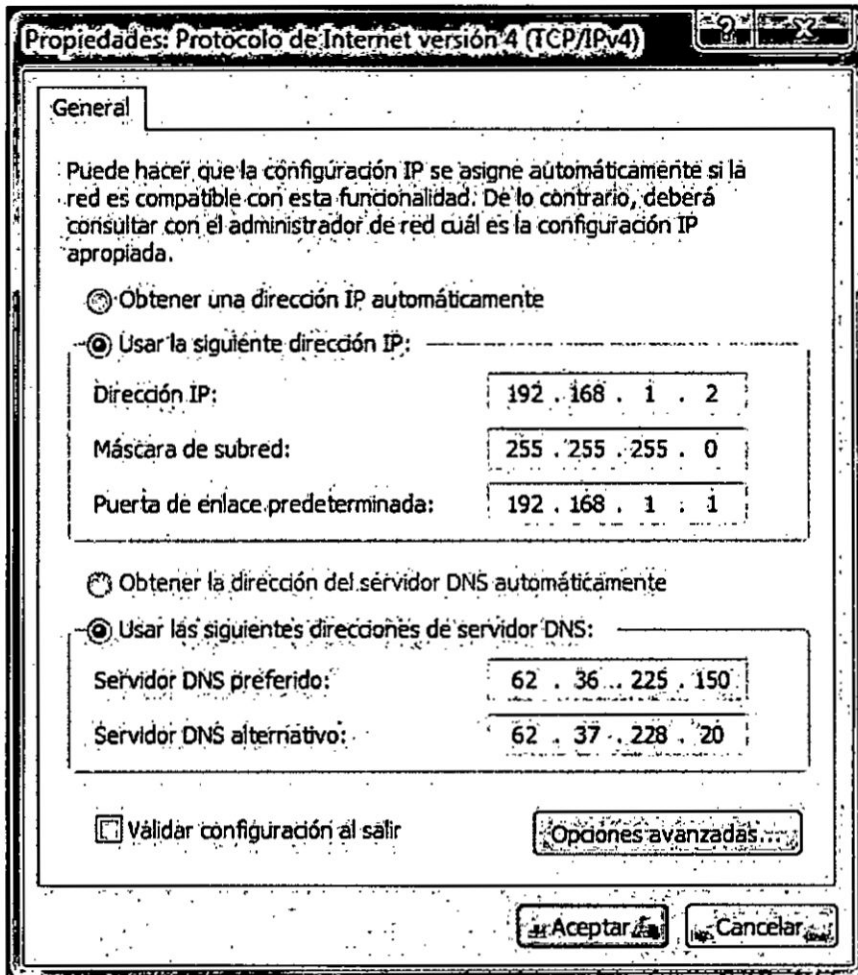 Propiedades: Protocolo de Internet versión 4 (TCP/IPv4)
General
Puede hacer que la configuración IP se asigne automáticamente si la
red es compatible con esta funcionalidad. De lo contrario, deberá
consultar con el administrador de red cuál es la configuración IP
apropiada.
Obtener una dirección IP automáticamente
Usar la siguiente dirección IP:
Dirección IP: 192 . 168 . 1 . 2
Máscara de subred: 255 . 255 . 255 . 0
Puerta de enlace predeterminada: 192 . 168 . 1 . 1
Obtener la dirección del servidor DNS automáticamente
Usar las siguientes direcciones de servidor DNS:
Servidor DNS preferido: 62 . 36 . 225 . 150
Servidor DNS alternativo: 62 . 37 . 228 . 20
Validar configuración al salir
Opciones avanzadas...
Aceptar
Cancelar